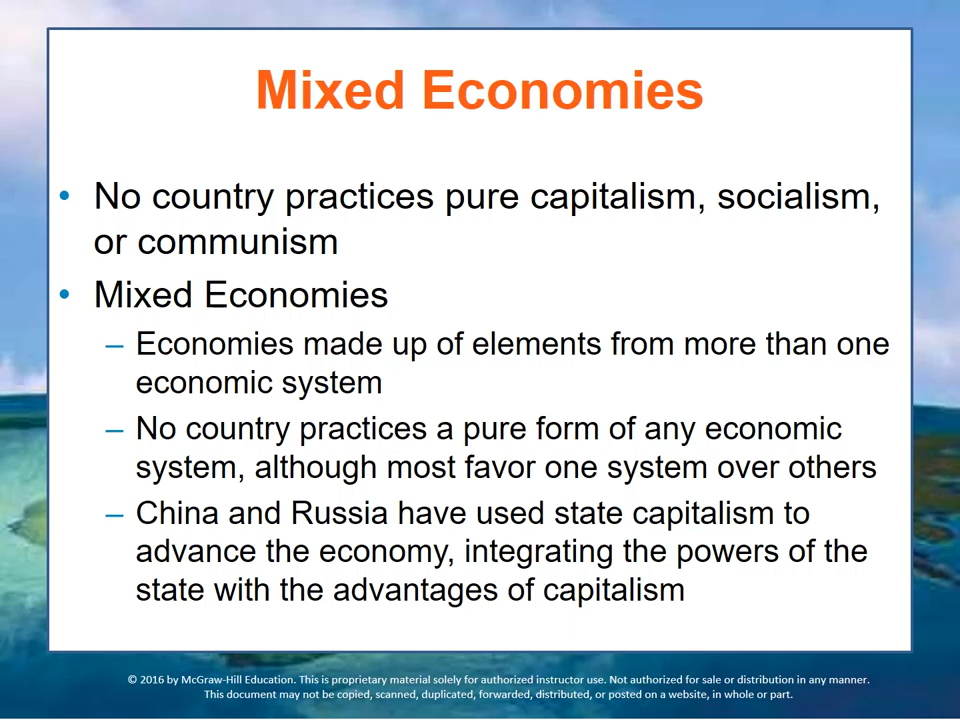 Mixed Economies
• No country practices pure capitalism, socialism,
or communism
• Mixed Economies
– Economies made up of elements from more than one
economic system
– No country practices a pure form of any economic
system, although most favor one system over others
– China and Russia have used state capitalism to
advance the economy, integrating the powers of the
state with the advantages of capitalism
© 2016 by McGraw-Hill Education. This is proprietary material solely for authorized instructor use. Not authorized for sale or distribution in any manner.
This document may not be copied, scanned, duplicated, forwarded, distributed, or posted on a website, in whole or part.